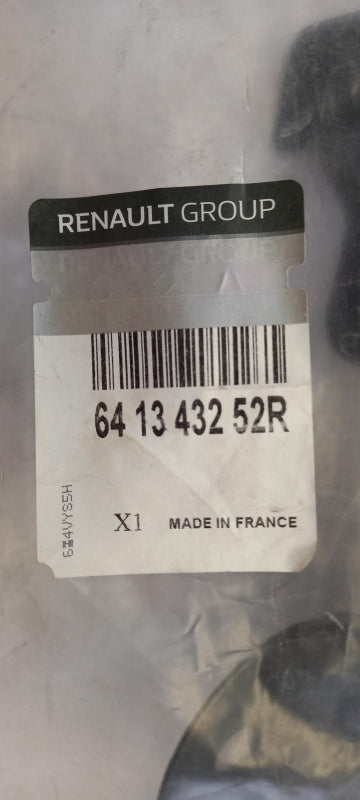 RENAULT GROUP
64 13 432 52R
X1 MADE IN FRANCE